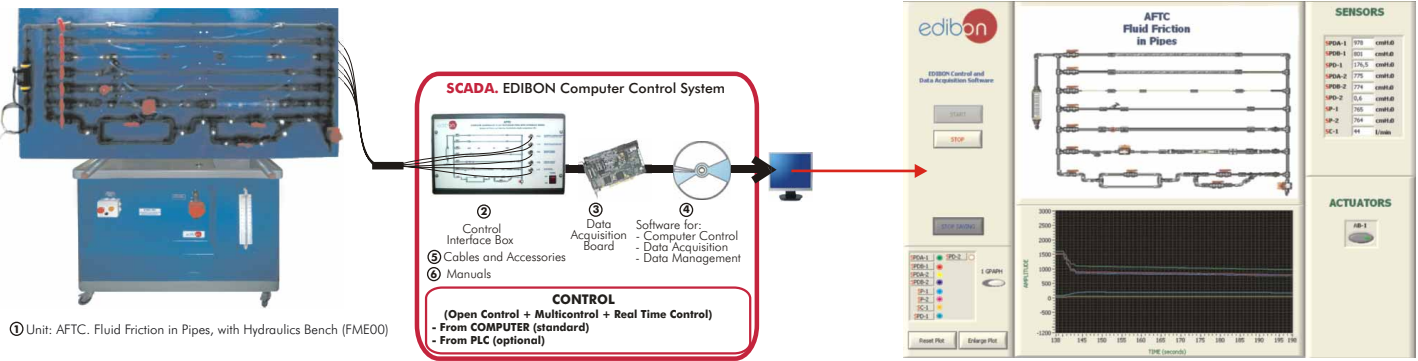 ① Unit: AFTC. Fluid Friction in Pipes, with Hydraulics Bench (FME00)
SCADA. EDIBON Computer Control System
②
Control
Interface Box
③
Data
Acquisition
Board
④
Software for:
- Computer Control
- Data Acquisition
- Data Management
⑤ Cables and Accessories
⑥ Manuals
CONTROL
(Open Control + Multicontrol + Real Time Control)
- From COMPUTER (standard)
- From PLC (optional)
edibon
EDIBON Control and
Data Acquisition Software
START
STOP
STOP SAVING
SPDA-1
SPD-2
SPDB-1
SPDA-2
SPDB-2
SP-1
SP-2
SC-1
SPD-1
1 GRAPH
Reset Plot
Enlarge Plot
AFTC
Fluid Friction
in Pipes
AMPLITUDE
3000
2500
2000
1500
1000
500
0
-500
-1200
130 145 150 155 160 165 170 175 180 185 190 195 198
TIME (seconds)
SENSORS
SPDA-1 978 cmH2O
SPDB-1 801 cmH2O
SPD-1 176,5 cmH2O
SPDA-2 775 cmH2O
SPDB-2 774 cmH2O
SPD-2 0,6 cmH2O
SP-1 765 cmH2O
SP-2 764 cmH2O
SC-1 44 l/min
ACTUATORS
AB-1